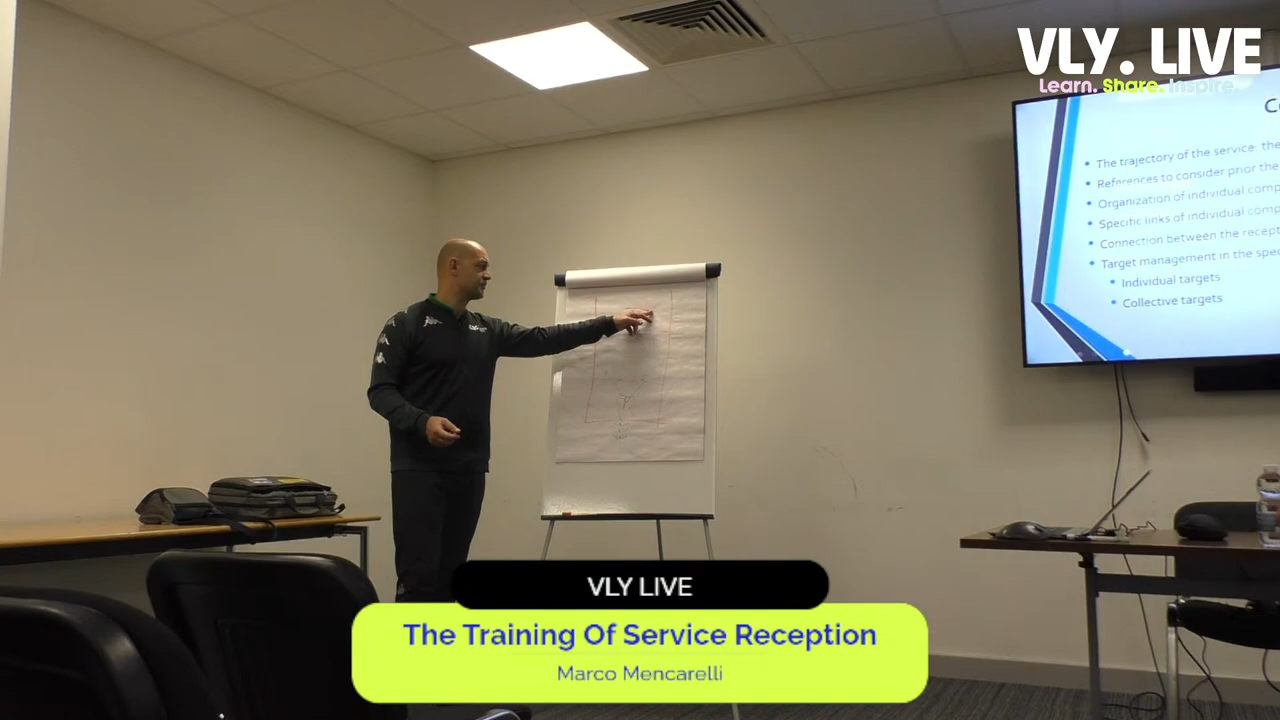 VLY. LIVE
Learn. Share. Inspire.
The trajectory of the service: the
References to consider prior the
Organization of individual comp
Specific links of individual comp
Connection between the recept
Target management in the spec
Individual targets
Collective targets
VLY LIVE
The Training Of Service Reception
Marco Mencarelli